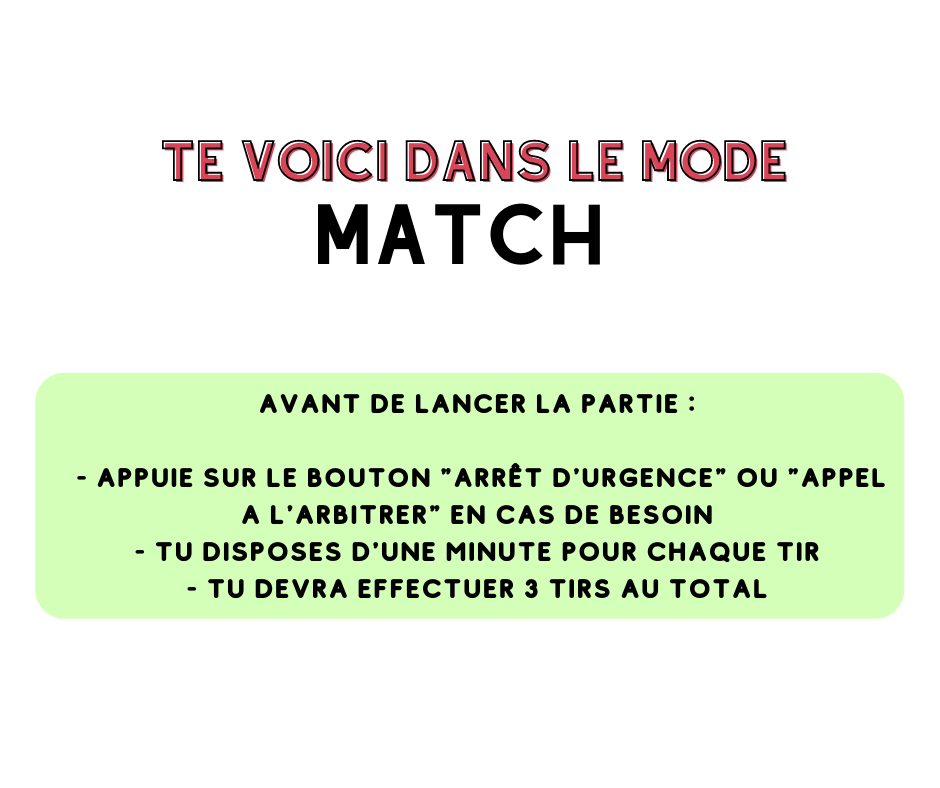 TE VOICI DANS LE MODE
MATCH
AVANT DE LANCER LA PARTIE :
- APPUIE SUR LE BOUTON "ARRÊT D'URGENCE" OU "APPEL
A L'ARBITRER" EN CAS DE BESOIN
- TU DISPOSES D'UNE MINUTE POUR CHAQUE TIR
- TU DEVRA EFFECTUER 3 TIRS AU TOTAL